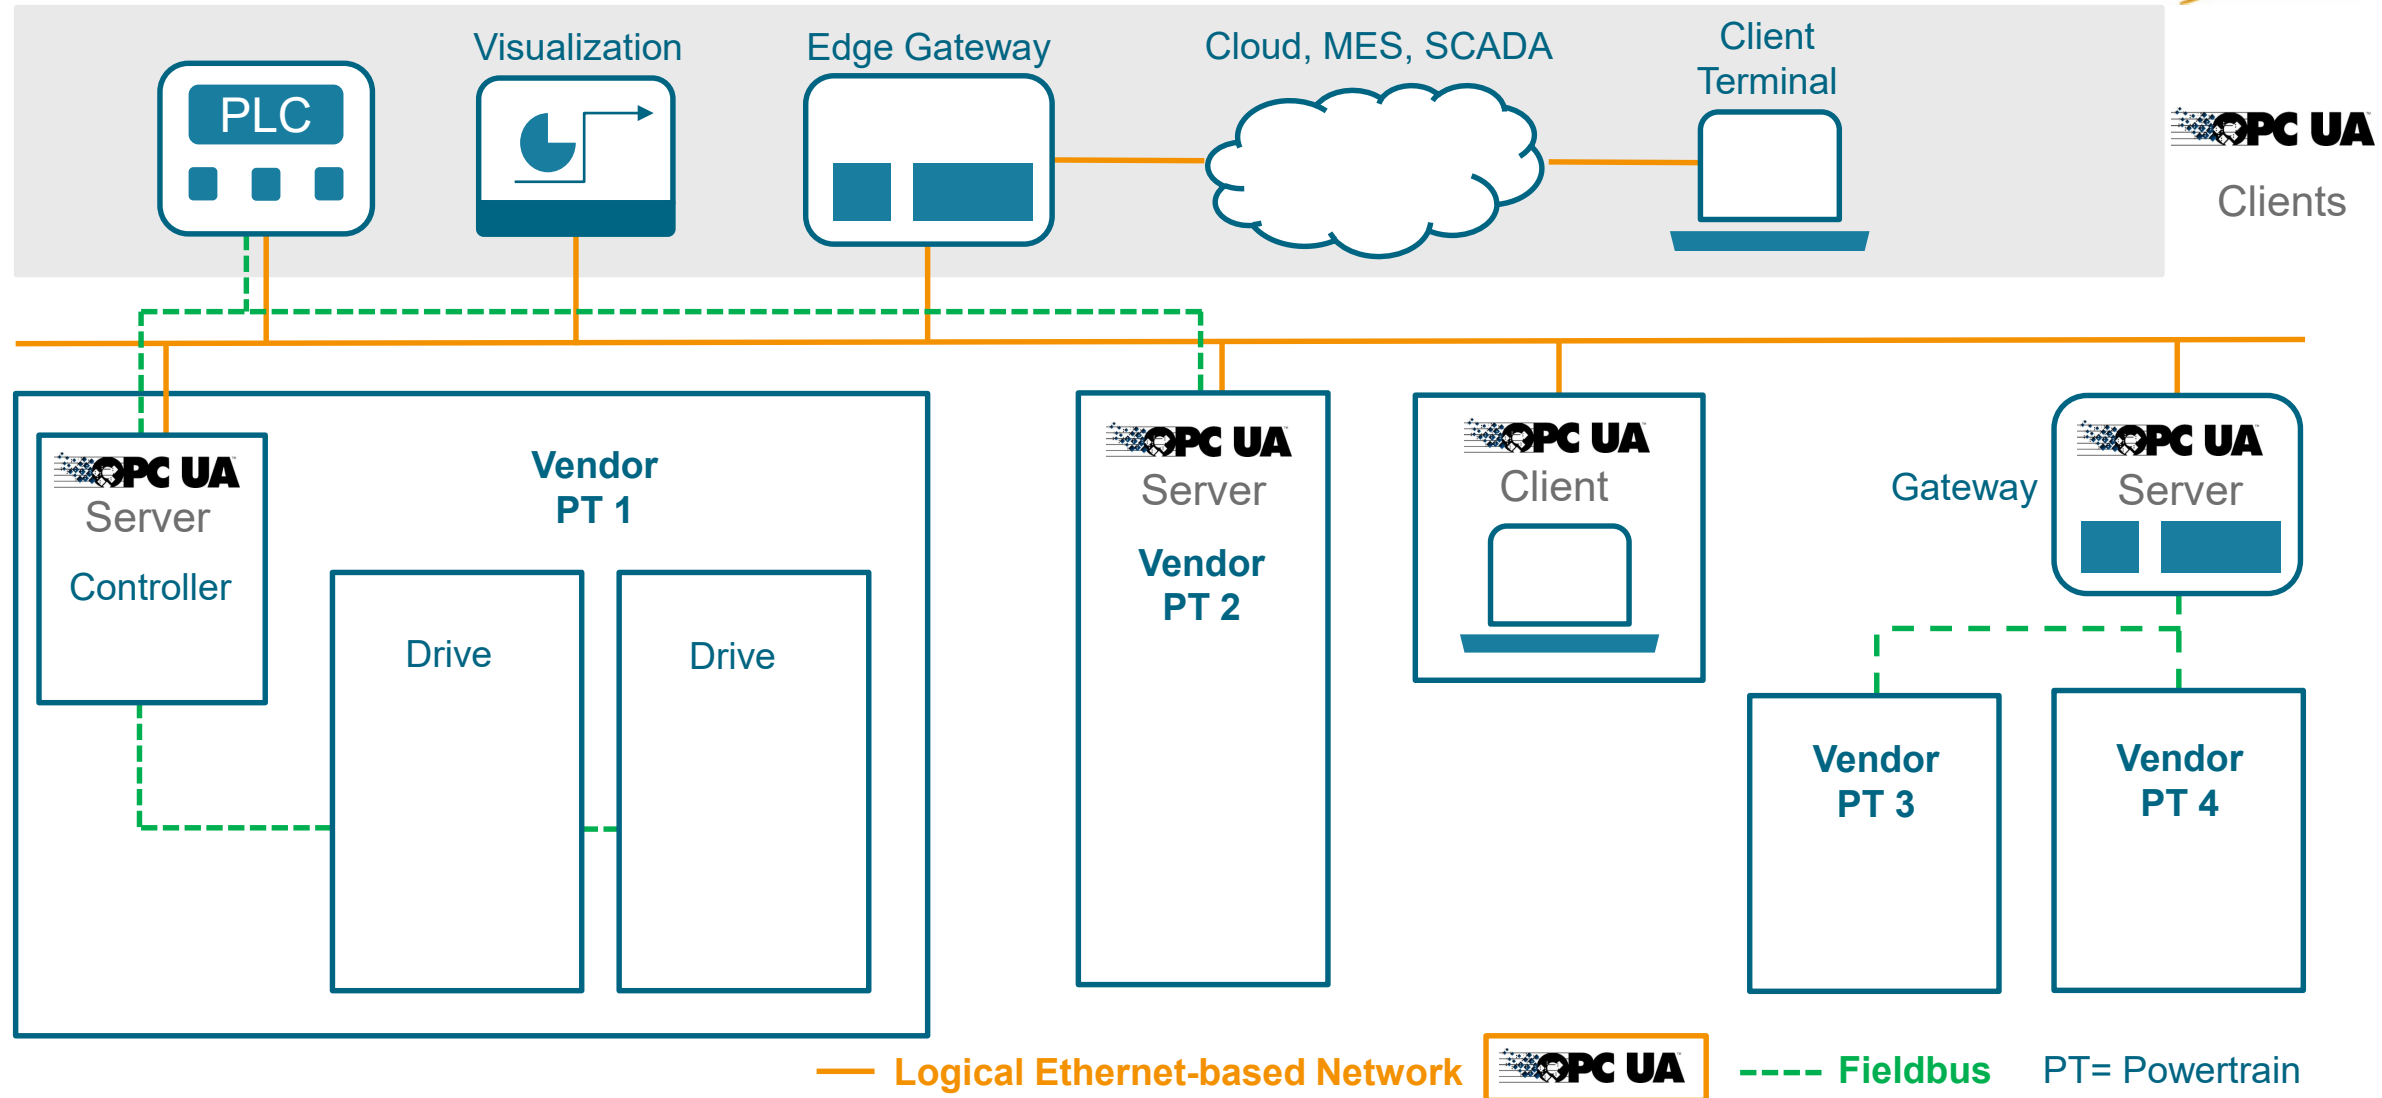 PLC
Visualization
Edge Gateway
Cloud, MES, SCADA
Client
Terminal
OPC UA
Clients
OPC UA
Server
Controller
Vendor
PT 1
Drive
Drive
OPC UA
Server
Vendor
PT 2
OPC UA
Client
Gateway
OPC UA
Server
Vendor
PT 3
Vendor
PT 4
Logical Ethernet-based Network
OPC UA
Fieldbus
PT= Powertrain